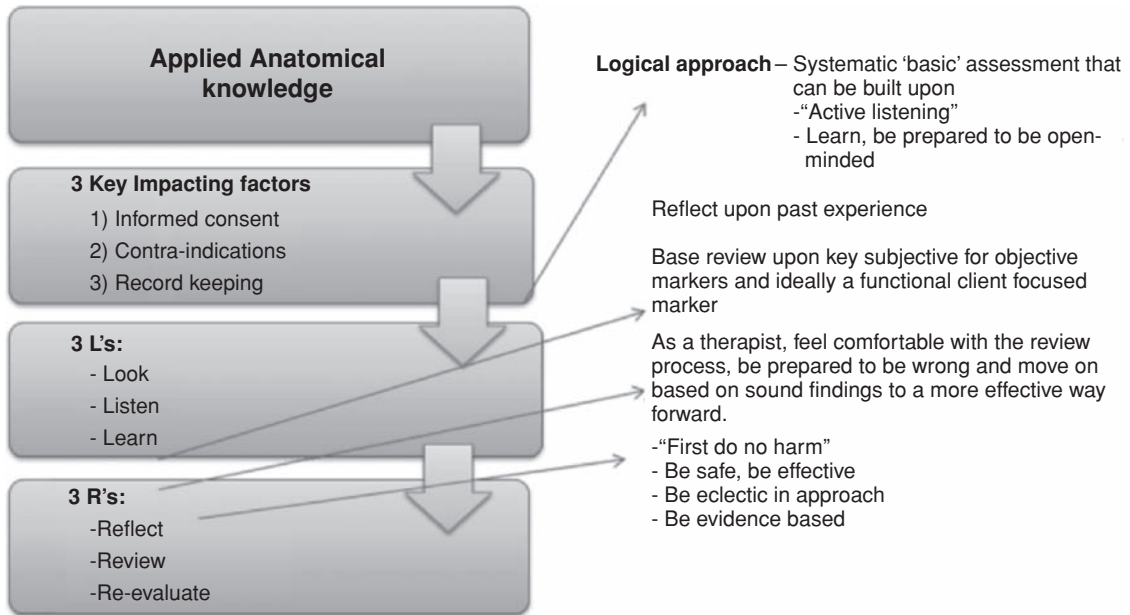 Applied Anatomical
knowledge
3 Key Impacting factors
1) Informed consent
2) Contra-indications
3) Record keeping
3 L's:
- Look
- Listen
- Learn
3 R's:
-Reflect
-Review
-Re-evaluate
Logical approach – Systematic ‘basic’ assessment that
can be built upon
-“Active listening”
- Learn, be prepared to be open-
minded
Reflect upon past experience
Base review upon key subjective for objective
markers and ideally a functional client focused
marker
As a therapist, feel comfortable with the review
process, be prepared to be wrong and move on
based on sound findings to a more effective way
forward.
-“First do no harm”
- Be safe, be effective
- Be eclectic in approach
- Be evidence based